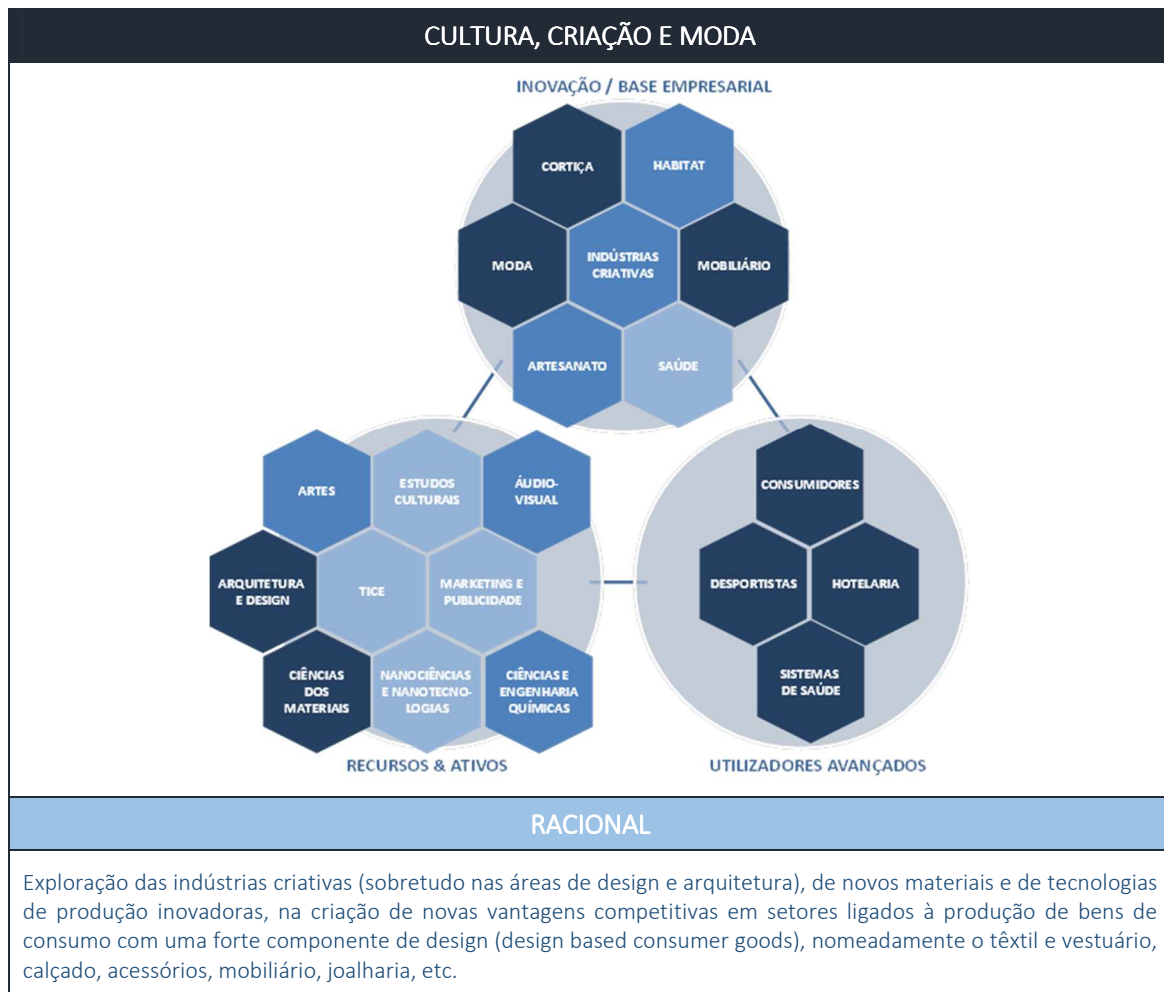 CULTURA, CRIAÇÃO E MODA
INOVAÇÃO / BASE EMPRESARIAL
CORTIÇA
HABITAT
MODA
INDÚSTRIAS
CRIATIVAS
MOBILIÁRIO
ARTESANATO
SAÚDE
ARTES
ESTUDOS
CULTURAIS
ÁUDIO-
VISUAL
ARQUITETURA
E DESIGN
TICE
MARKETING E
PUBLICIDADE
CIÊNCIAS
DOS
MATERIAIS
NANOCIÊNCIAS
E NANOTECNO-
LOGIAS
CIÊNCIAS E
ENGENHARIA
QUÍMICAS
RECURSOS & ATIVOS
CONSUMIDORES
DESPORTISTAS
HOTELARIA
SISTEMAS
DE SAÚDE
UTILIZADORES AVANÇADOS
RACIONAL
Exploração das indústrias criativas (sobretudo nas áreas de design e arquitetura), de novos materiais e de tecnologias
de produção inovadoras, na criação de novas vantagens competitivas em setores ligados à produção de bens de
consumo com uma forte componente de design (design based consumer goods), nomeadamente o têxtil e vestuário,
calçado, acessórios, mobiliário, joalharia, etc.